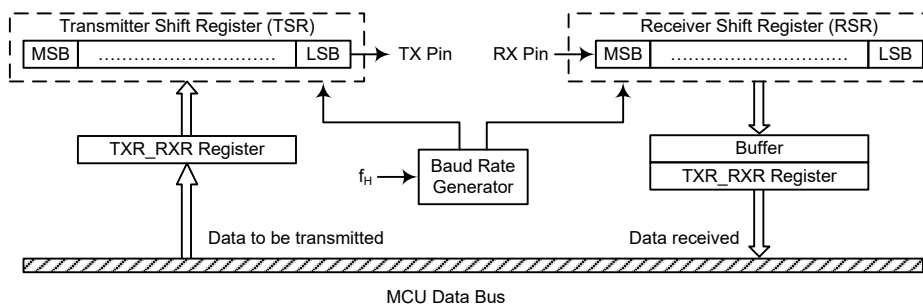 Transmitter Shift Register (TSR)
Receiver Shift Register (RSR)
MSB ………………………… LSB
TX Pin
RX Pin
MSB ………………………… LSB
TXR_RXR Register
fH
Baud Rate
Generator
Buffer
TXR_RXR Register
Data to be transmitted
Data received
MCU Data Bus